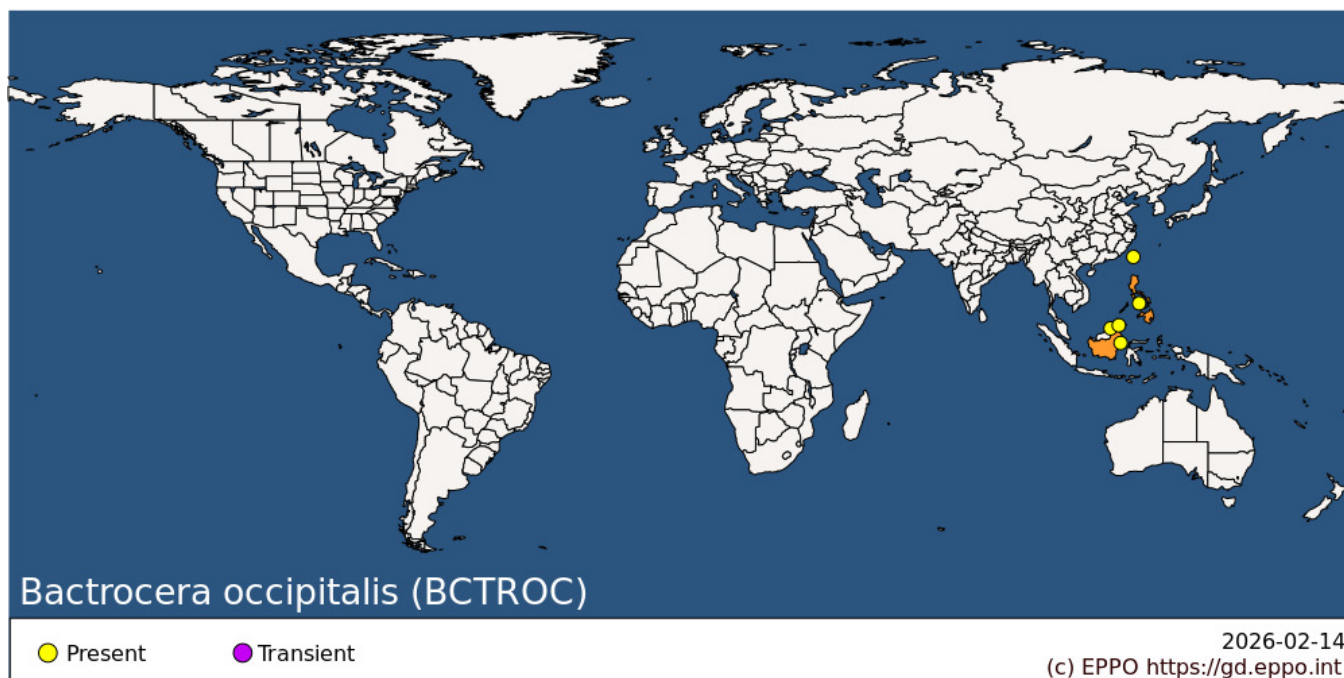 Bactrocera occipitalis (BCTROC)
Present
Transient
2026-02-14
(c) EPPO https://gd.eppo.int